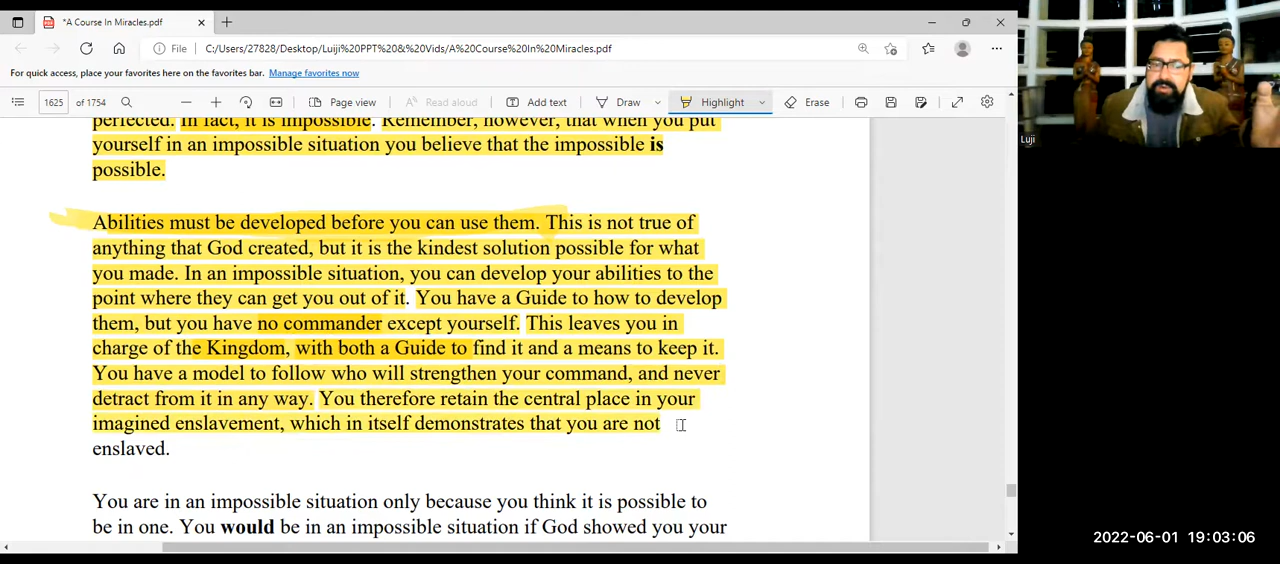 *A Course In Miracles.pdf
File
C:/Users/27828/Desktop/Luiji%20PPT%20&%20Vids/A%20Course%20In%20Miracles.pdf
For quick access, place your favorites here on the favorites bar. Manage favorites now
1625 of 1754
Page view
Read aloud
Add text
Draw
Highlight
Erase
perfected. In fact, it is impossible. Remember, however, that when you put
yourself in an impossible situation you believe that the impossible is
possible.
Abilities must be developed before you can use them. This is not true of
anything that God created, but it is the kindest solution possible for what
you made. In an impossible situation, you can develop your abilities to the
point where they can get you out of it. You have a Guide to how to develop
them, but you have no commander except yourself. This leaves you in
charge of the Kingdom, with both a Guide to find it and a means to keep it.
You have a model to follow who will strengthen your command, and never
detract from it in any way. You therefore retain the central place in your
imagined enslavement, which in itself demonstrates that you are not
enslaved.
You are in an impossible situation only because you think it is possible to
be in one. You would be in an impossible situation if God showed you your
Luji
2022-06-01 19:03:06